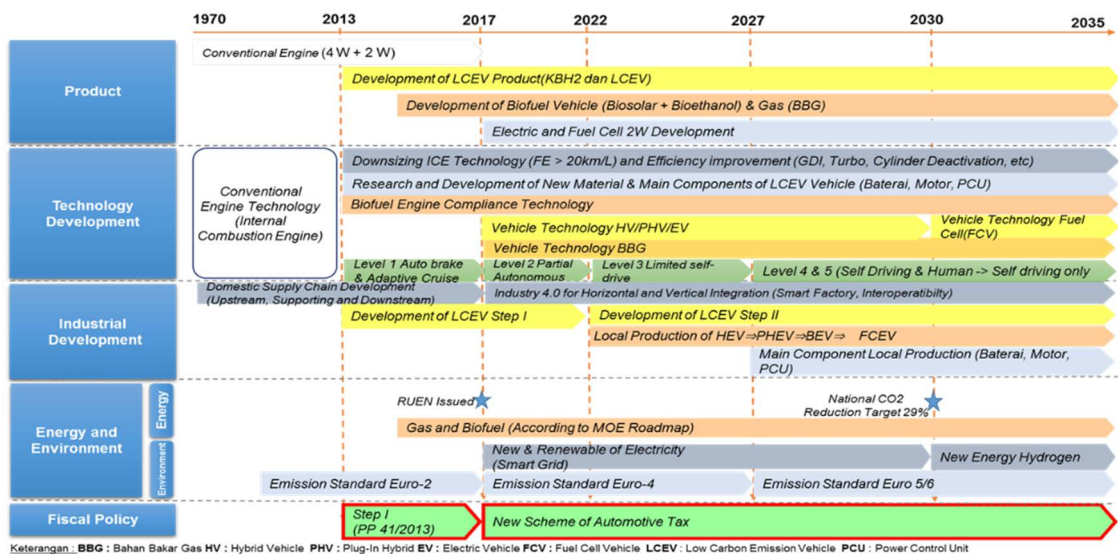 1970 2013 2017 2022 2027 2030 2035
Product
Conventional Engine (4 W + 2 W)
Development of LCEV Product(KBH2 dan LCEV)
Development of Biofuel Vehicle (Biosolar + Bioethanol) & Gas (BBG)
Electric and Fuel Cell 2W Development
Technology
Development
Conventional
Engine Technology
(Internal
Combustion Engine)
Downsizing ICE Technology (FE > 20km/L) and Efficiency improvement (GDI, Turbo, Cylinder Deactivation, etc)
Research and Development of New Material & Main Components of LCEV Vehicle (Baterai, Motor, PCU)
Biofuel Engine Compliance Technology
Vehicle Technology HV/PHV/EV
Vehicle Technology Fuel
Cell(FCV)
Vehicle Technology BBG
Level 1 Auto brake
& Adaptive Cruise
Level 2 Partial
Autonomous
Level 3 Limited self-
drive
Level 4 & 5 (Self Driving & Human -> Self driving only
Industrial
Development
Domestic Supply Chain Development
(Upstream, Supporting and Downstream)
Industry 4.0 for Horizontal and Vertical Integration (Smart Factory, Interoperatibilty)
Development of LCEV Step I
Development of LCEV Step II
Local Production of HEV⇒PHEV⇒BEV⇒ FCEV
Main Component Local Production (Baterai, Motor,
PCU)
Energy and
Environment
Energy
Environment
RUEN Issued
National CO2
Reduction Target 29%
Gas and Biofuel (According to MOE Roadmap)
New & Renewable of Electricity
(Smart Grid)
New Energy Hydrogen
Emission Standard Euro-2
Emission Standard Euro-4
Emission Standard Euro 5/6
Fiscal Policy
Step I
(PP 41/2013)
New Scheme of Automotive Tax
Keterangan : BBG : Bahan Bakar Gas HV : Hybrid Vehicle PHV : Plug-In Hybrid EV : Electric Vehicle FCV : Fuel Cell Vehicle LCEV : Low Carbon Emission Vehicle PCU : Power Control Unit